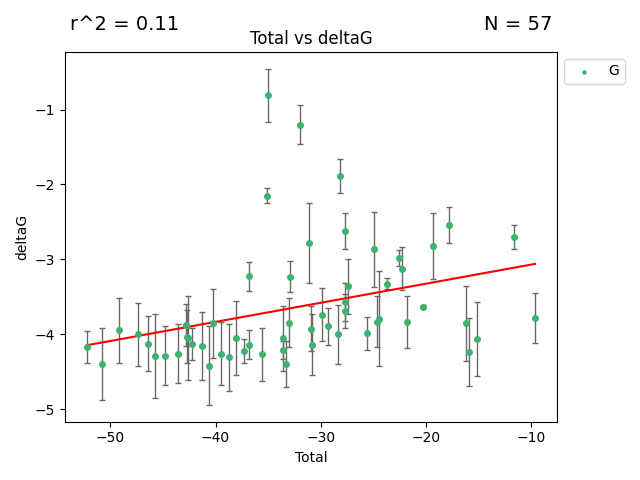 r^2 = 0.11
N = 57
Total vs deltaG
G
−1
−2
−3
−4
−5
deltaG
−50
−40
−30
−20
−10
Total